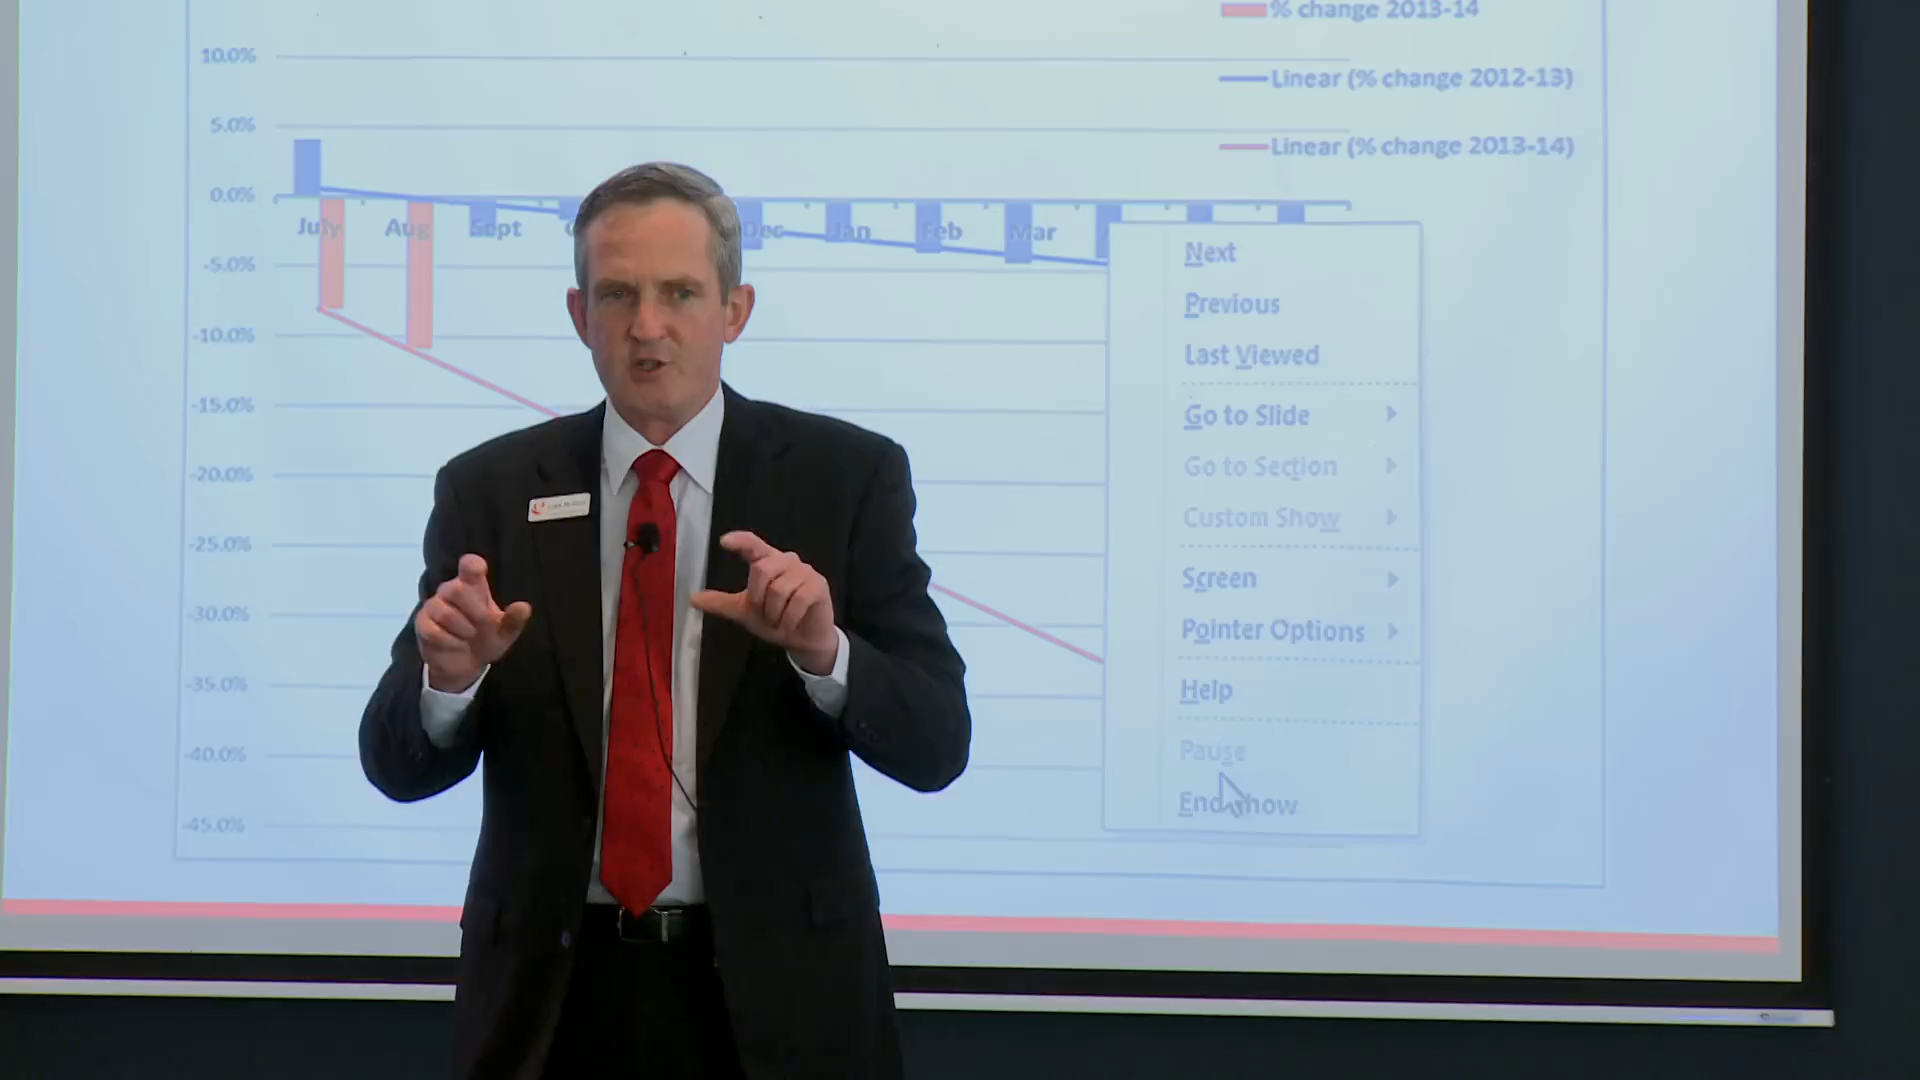 % change 2013-14
10.0%
Linear (% change 2012-13)
5.0%
Linear (% change 2013-14)
0.0%
July Aug Sept Dec Jan Feb Mar
-5.0%
-10.0%
-15.0%
-20.0%
-25.0%
-30.0%
-35.0%
-40.0%
-45.0%
Next
Previous
Last Viewed
Go to Slide
Go to Section
Custom Show
Screen
Pointer Options
Help
Pause
End Show